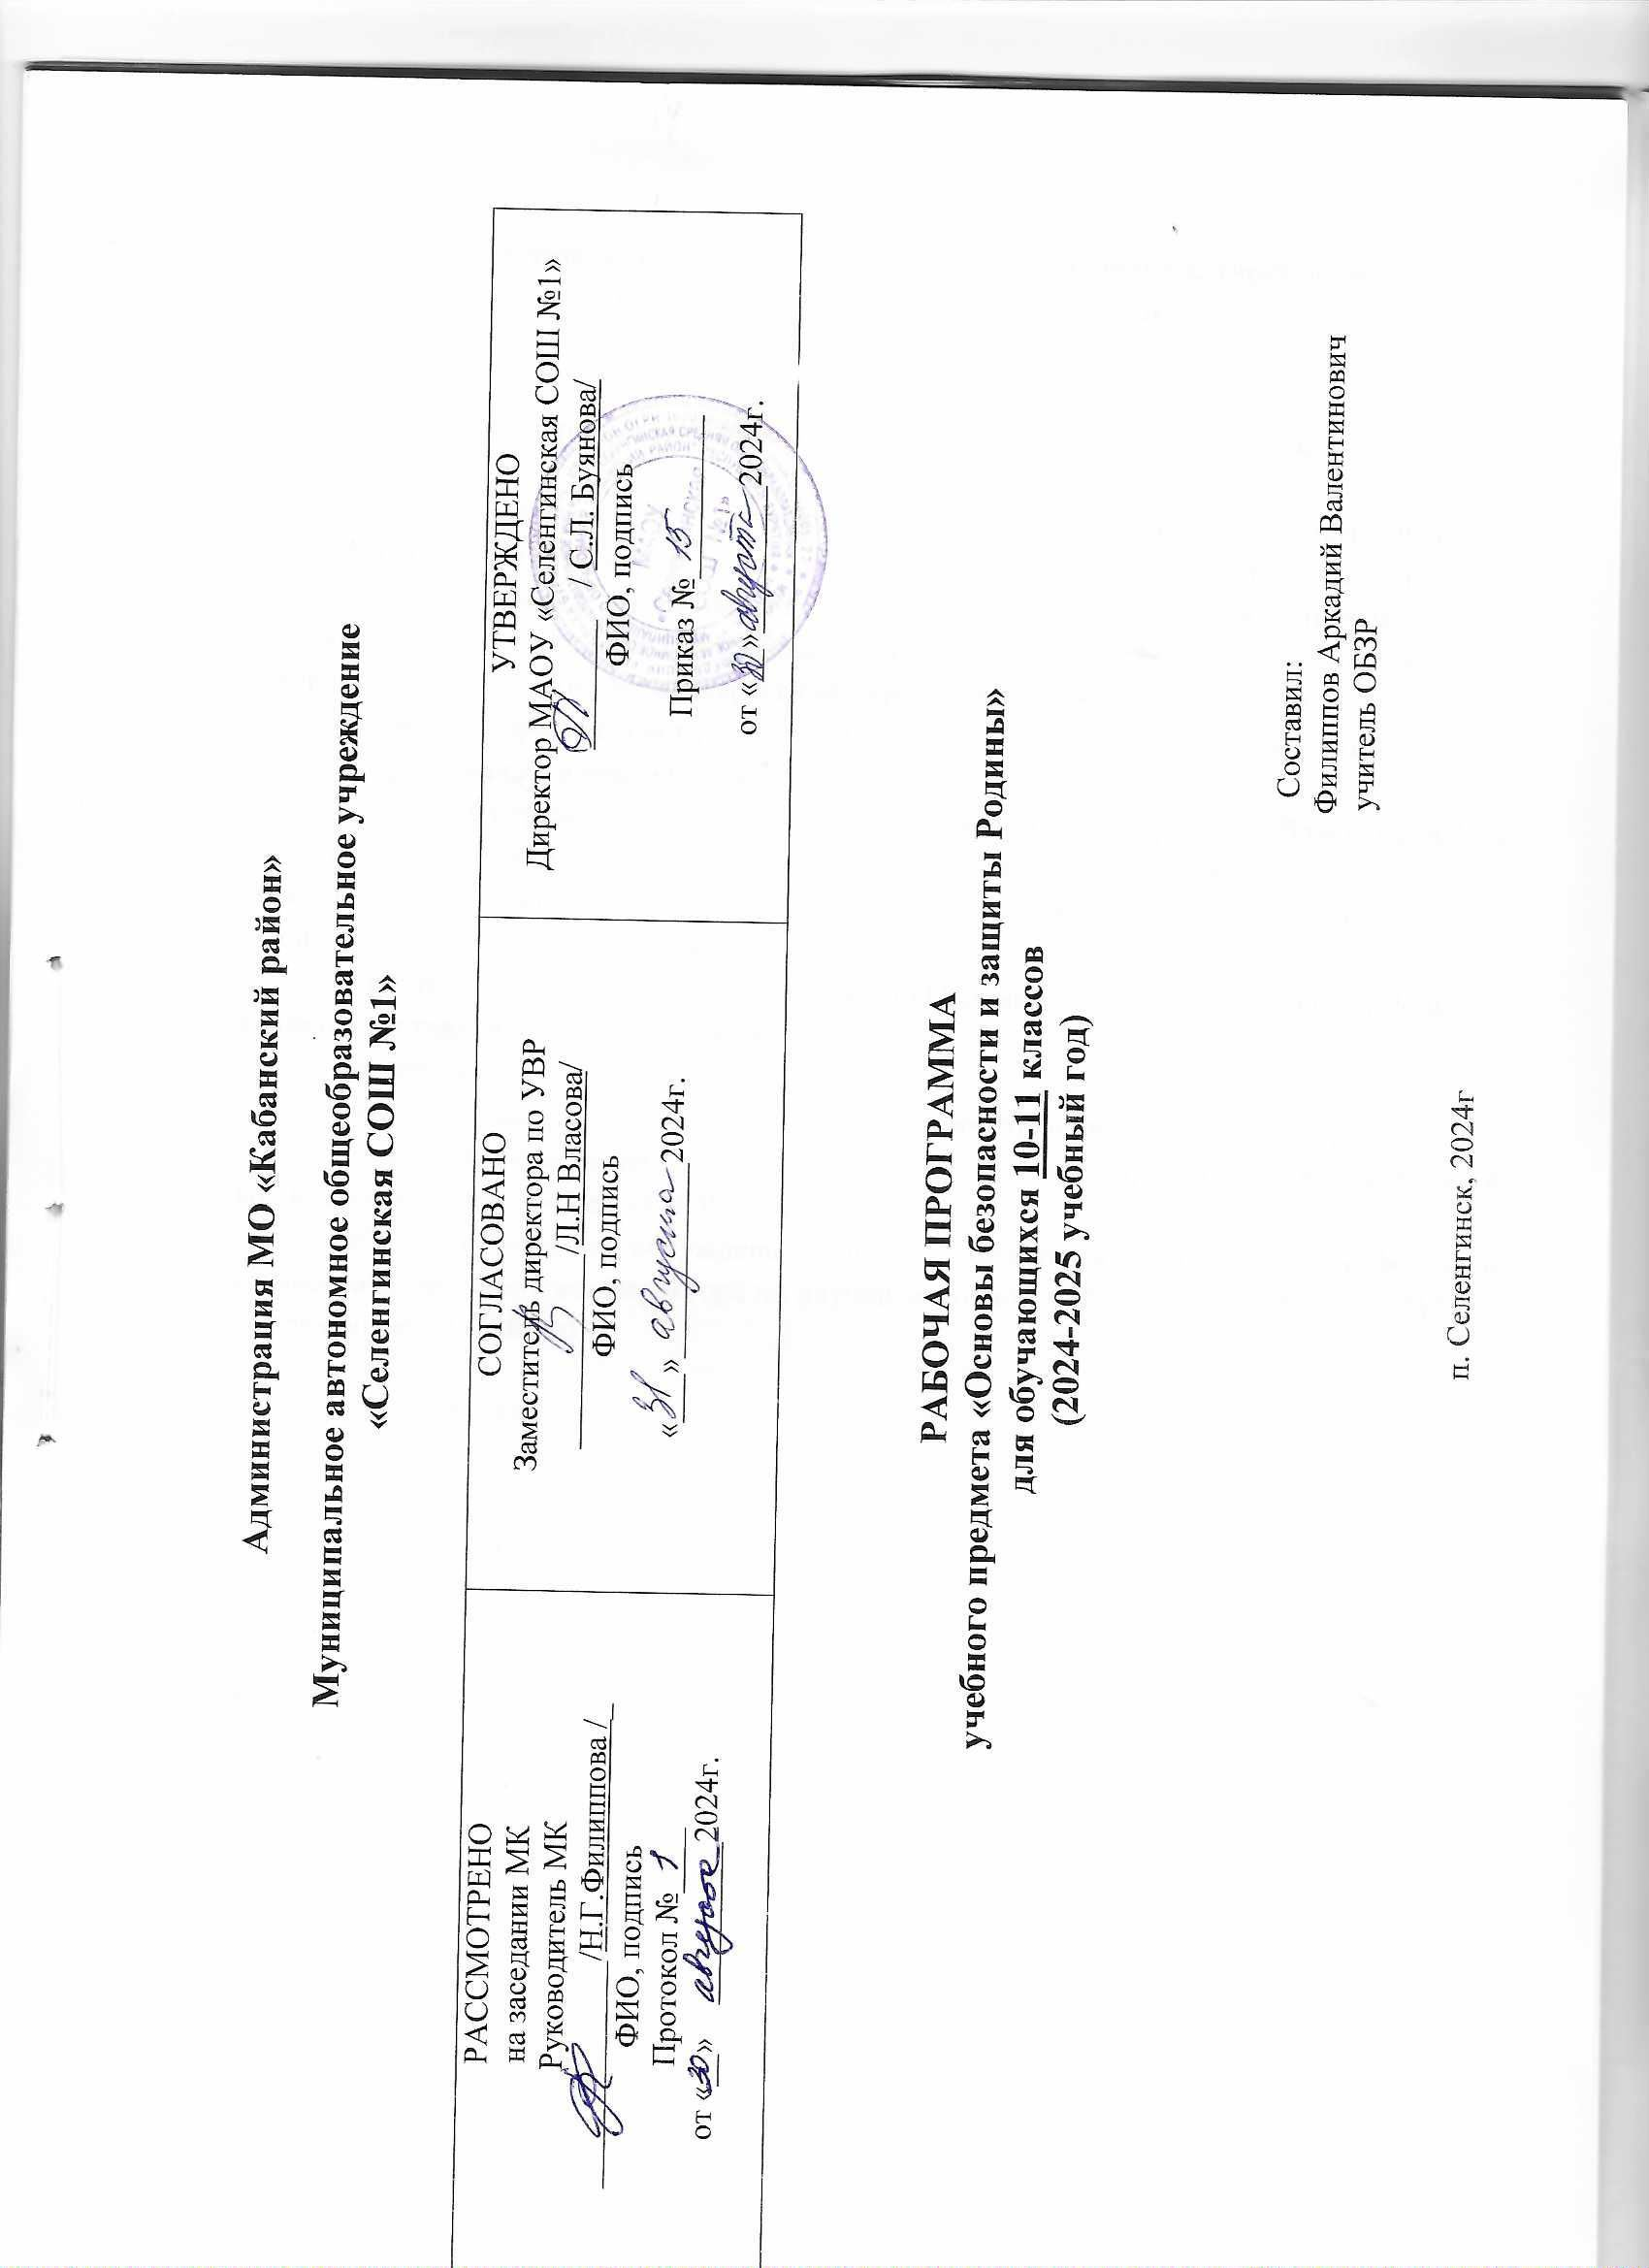 Администрация МО «Кабанский район»
Муниципальное автономное общеобразовательное учреждение
«Селенгинская СОШ №1»
РАССМОТРЕНО
на заседании МК
Руководитель МК
/Н.Г.Филиппова /
ФИО, подпись
Протокол № 1
от «30» августа 2024г.
СОГЛАСОВАНО
Заместитель директора по УВР
/Л.Н Власова/
ФИО, подпись
«31» августа 2024г.
УТВЕРЖДЕНО
Директор МАОУ «Селенгинская СОШ №1»
/ С.Л. Буянова/
ФИО, подпись
Приказ № 15
от «30» августа 2024г.
РАБОЧАЯ ПРОГРАММА
учебного предмета «Основы безопасности и защиты Родины»
для обучающихся 10-11 классов
(2024-2025 учебный год)
Составил:
Филиппов Аркадий Валентинович
учитель ОБЗР
п. Селенгинск, 2024г